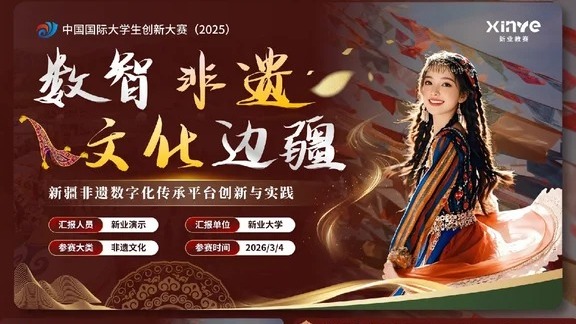 中国国际大学生创新大赛（2025）
xinye
新业教赛
数智非遗
文化边疆
新疆非遗数字化传承平台创新与实践
汇报人员 新业演示 汇报单位 新业大学
参赛大类 非遗文化 参赛时间 2026/3/4